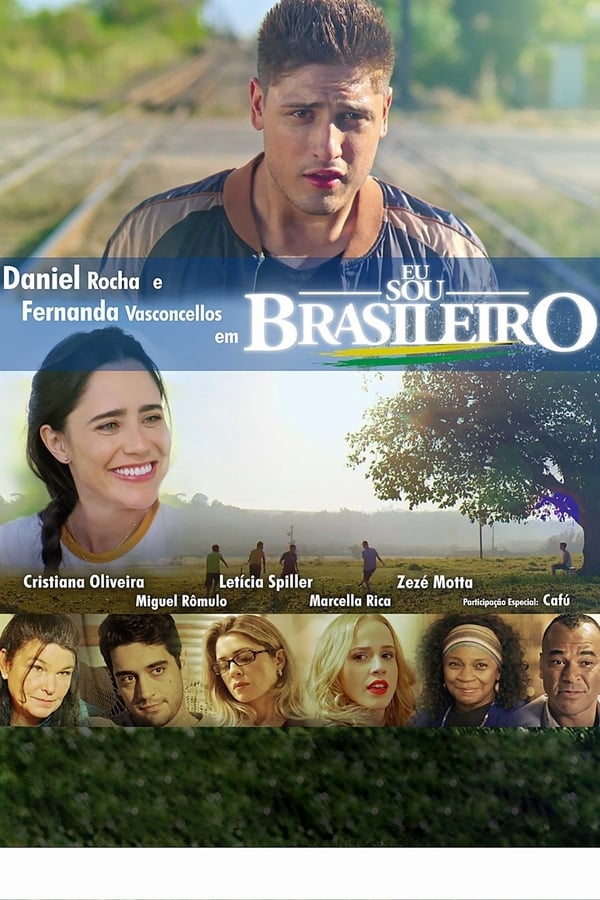 Daniel Rocha e
Fernanda Vasconcellos
em
EU
SOU
BRASILEIRO
Cristiana Oliveira
Letícia Spiller
Zezé Motta
Miguel Rômulo
Marcella Rica
Participação Especial: Cafú